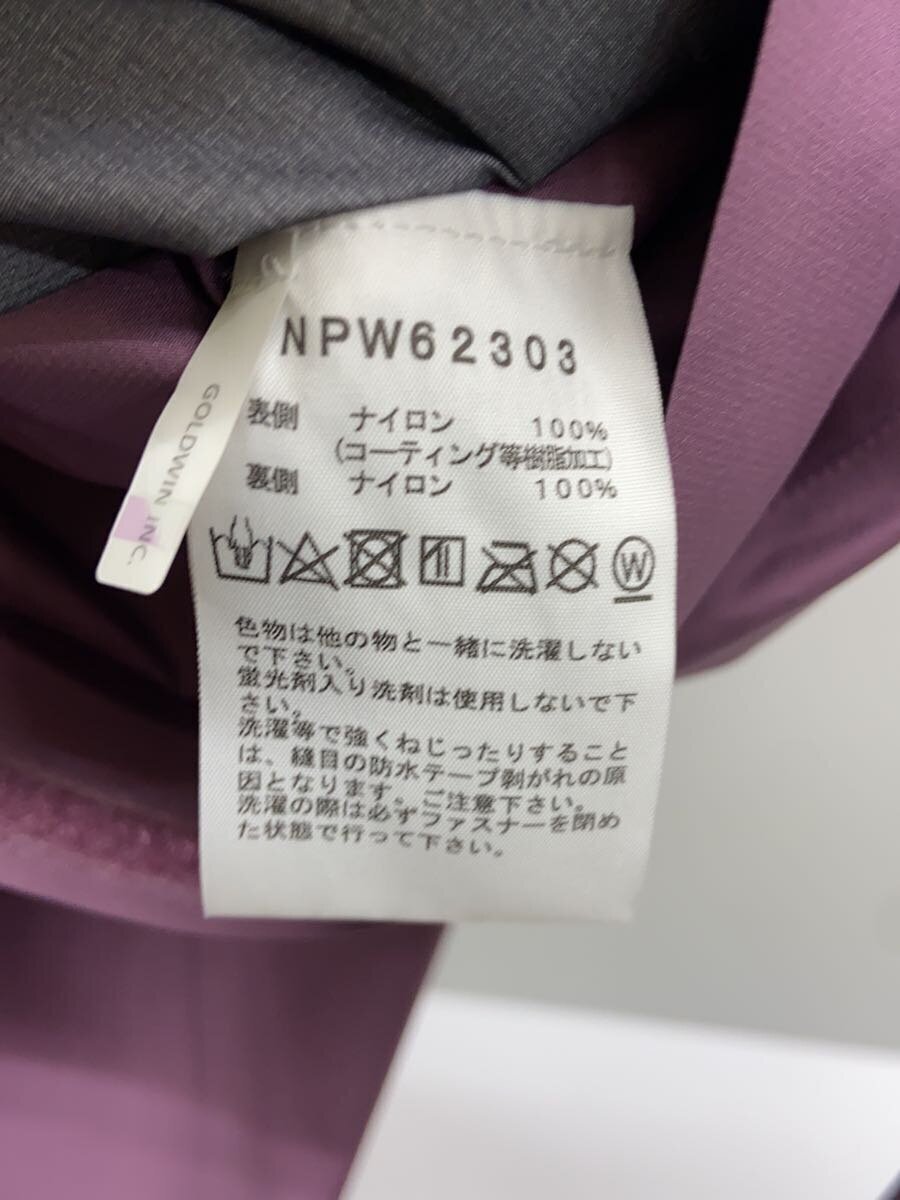 NPW62303
表側 ナイロン 100%
(コーティング等樹脂加工)
裏側 ナイロン 100%
W
色物は他の物と一緒に洗濯しない
で下さい。
蛍光剤入り洗剤は使用しないで下
さい。
洗濯等で強くねじったりすること
は、縫目の防水テープ剥がれの原
因となります。ご注意下さい。
洗濯の際は必ずファスナーを閉め
た状態で行って下さい。
GOLDWIN INC.